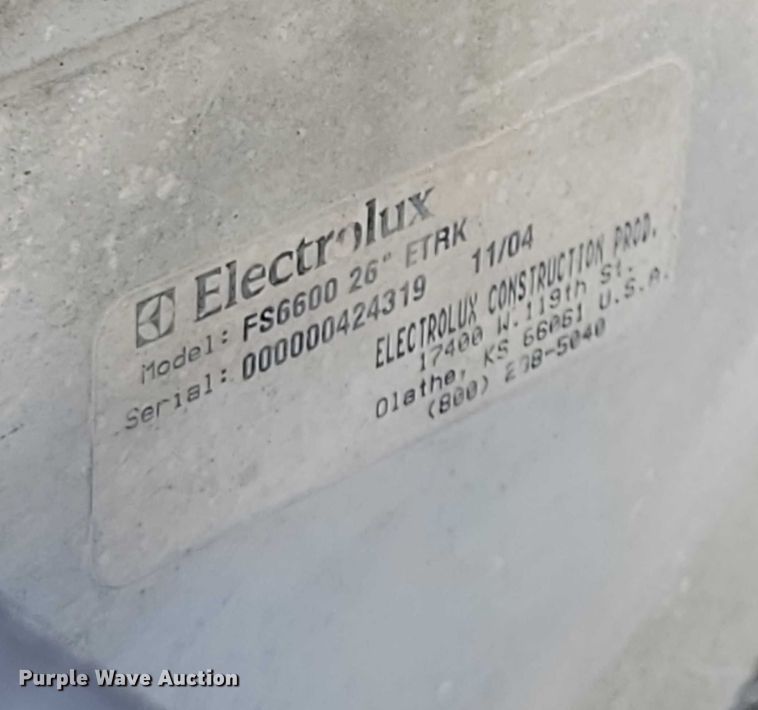 Electrolux
Model: FS6600 26" ETRK
Serial: 000000424319 11/04
ELECTROLUX CONSTRUCTION PROD.
17400 W.119th St.
Olathe, KS 66061 U.S.A.
(800)
Purple Wave Auction